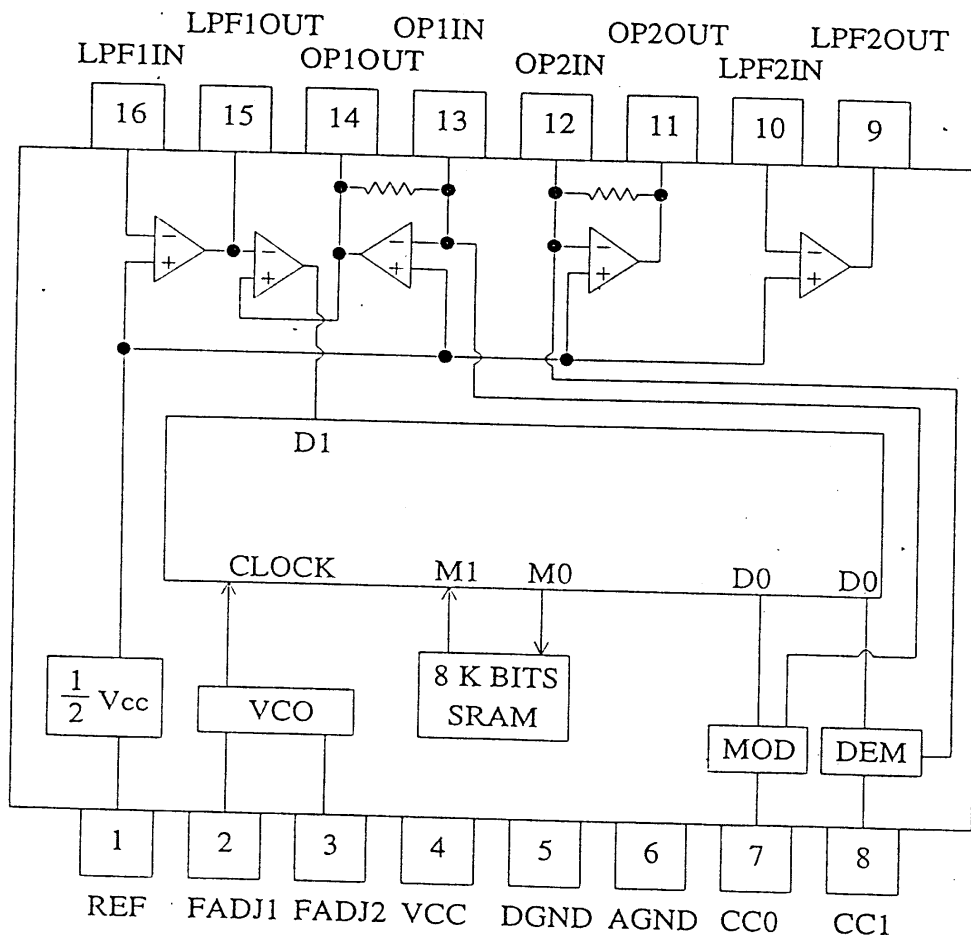 LPF1IN LPF1OUT OP1OUT OP1IN OP2IN OP2OUT LPF2IN LPF2OUT
16 15 14 13 12 11 10 9
− + − + − + − + − +
D1
CLOCK M1 M0 D0 D0
1/2 Vcc
VCO
8 K BITS
SRAM
MOD DEM
1 2 3 4 5 6 7 8
REF FADJ1 FADJ2 VCC DGND AGND CC0 CC1